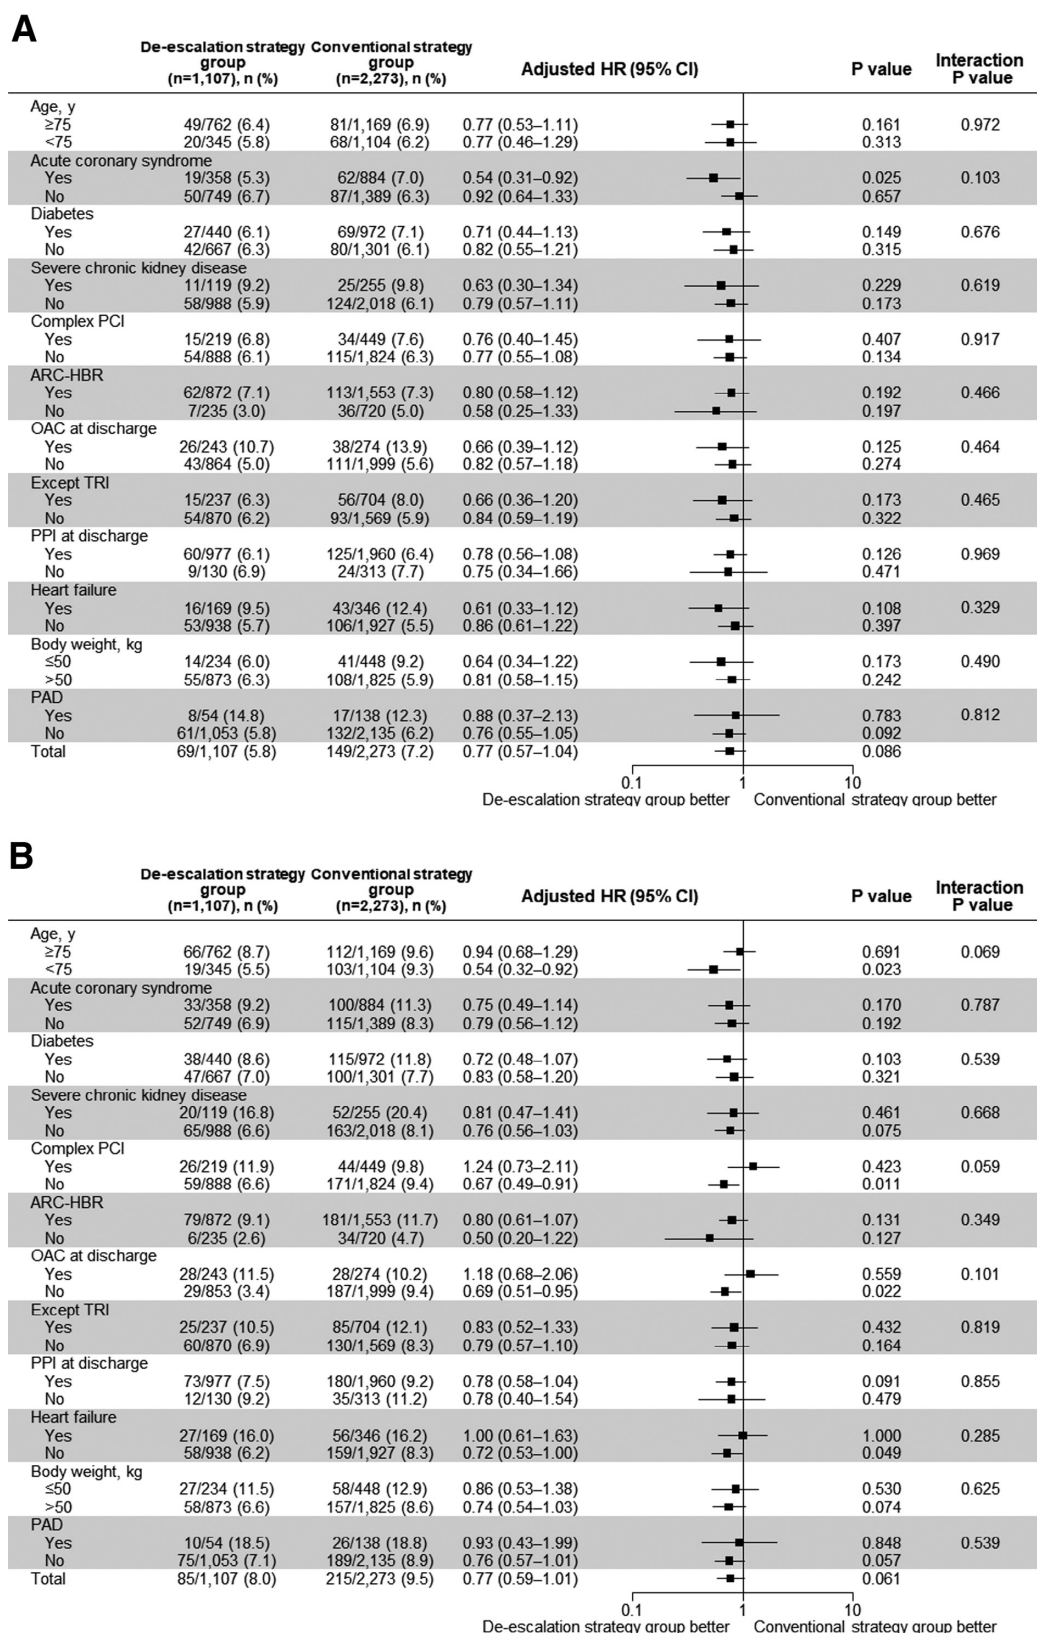 A
De-escalation strategy Conventional strategy
group group
(n=1,107), n (%) (n=2,273), n (%) Adjusted HR (95% CI) P value Interaction P value
Age, y
≥75 49/762 (6.4) 81/1,169 (6.9) 0.77 (0.53–1.11) 0.161 0.972
<75 20/345 (5.8) 68/1,104 (6.2) 0.77 (0.46–1.29) 0.313
Acute coronary syndrome
Yes 19/358 (5.3) 62/884 (7.0) 0.54 (0.31–0.92) 0.025 0.103
No 50/749 (6.7) 87/1,389 (6.3) 0.92 (0.64–1.33) 0.657
Diabetes
Yes 27/440 (6.1) 69/972 (7.1) 0.71 (0.44–1.13) 0.149 0.676
No 42/667 (6.3) 80/1,301 (6.1) 0.82 (0.55–1.21) 0.315
Severe chronic kidney disease
Yes 11/119 (9.2) 25/255 (9.8) 0.63 (0.30–1.34) 0.229 0.619
No 58/988 (5.9) 124/2,018 (6.1) 0.79 (0.57–1.11) 0.173
Complex PCI
Yes 15/219 (6.8) 34/449 (7.6) 0.76 (0.40–1.45) 0.407 0.917
No 54/888 (6.1) 115/1,824 (6.3) 0.77 (0.55–1.08) 0.134
ARC-HBR
Yes 62/872 (7.1) 113/1,553 (7.3) 0.80 (0.58–1.12) 0.192 0.466
No 7/235 (3.0) 36/720 (5.0) 0.58 (0.25–1.33) 0.197
OAC at discharge
Yes 26/243 (10.7) 38/274 (13.9) 0.66 (0.39–1.12) 0.125 0.464
No 43/864 (5.0) 111/1,999 (5.6) 0.82 (0.57–1.18) 0.274
Except TRI
Yes 15/237 (6.3) 56/704 (8.0) 0.66 (0.36–1.20) 0.173 0.465
No 54/870 (6.2) 93/1,569 (5.9) 0.84 (0.59–1.19) 0.322
PPI at discharge
Yes 60/977 (6.1) 125/1,960 (6.4) 0.78 (0.56–1.08) 0.126 0.969
No 9/130 (6.9) 24/313 (7.7) 0.75 (0.34–1.66) 0.471
Heart failure
Yes 16/169 (9.5) 43/346 (12.4) 0.61 (0.33–1.12) 0.108 0.329
No 53/938 (5.7) 106/1,927 (5.5) 0.86 (0.61–1.22) 0.397
Body weight, kg
≤50 14/234 (6.0) 41/448 (9.2) 0.64 (0.34–1.22) 0.173 0.490
>50 55/873 (6.3) 108/1,825 (5.9) 0.81 (0.58–1.15) 0.242
PAD
Yes 8/54 (14.8) 17/138 (12.3) 0.88 (0.37–2.13) 0.783 0.812
No 61/1,053 (5.8) 132/2,135 (6.2) 0.76 (0.55–1.05) 0.092
Total 69/1,107 (5.8) 149/2,273 (7.2) 0.77 (0.57–1.04) 0.086
0.1 1 10
De-escalation strategy group better Conventional strategy group better
B
De-escalation strategy Conventional strategy
group group
(n=1,107), n (%) (n=2,273), n (%) Adjusted HR (95% CI) P value Interaction P value
Age, y
≥75 66/762 (8.7) 112/1,169 (9.6) 0.94 (0.68–1.29) 0.691 0.069
<75 19/345 (5.5) 103/1,104 (9.3) 0.54 (0.32–0.92) 0.023
Acute coronary syndrome
Yes 33/358 (9.2) 100/884 (11.3) 0.75 (0.49–1.14) 0.170 0.787
No 52/749 (6.9) 115/1,389 (8.3) 0.79 (0.56–1.12) 0.192
Diabetes
Yes 38/440 (8.6) 115/972 (11.8) 0.72 (0.48–1.07) 0.103 0.539
No 47/667 (7.0) 100/1,301 (7.7) 0.83 (0.58–1.20) 0.321
Severe chronic kidney disease
Yes 20/119 (16.8) 52/255 (20.4) 0.81 (0.47–1.41) 0.461 0.668
No 65/988 (6.6) 163/2,018 (8.1) 0.76 (0.56–1.03) 0.075
Complex PCI
Yes 26/219 (11.9) 44/449 (9.8) 1.24 (0.73–2.11) 0.423 0.059
No 59/888 (6.6) 171/1,824 (9.4) 0.67 (0.49–0.91) 0.011
ARC-HBR
Yes 79/872 (9.1) 181/1,553 (11.7) 0.80 (0.61–1.07) 0.131 0.349
No 6/235 (2.6) 34/720 (4.7) 0.50 (0.20–1.22) 0.127
OAC at discharge
Yes 28/243 (11.5) 28/274 (10.2) 1.18 (0.68–2.06) 0.559 0.101
No 29/853 (3.4) 187/1,999 (9.4) 0.69 (0.51–0.95) 0.022
Except TRI
Yes 25/237 (10.5) 85/704 (12.1) 0.83 (0.52–1.33) 0.432 0.819
No 60/870 (6.9) 130/1,569 (8.3) 0.79 (0.57–1.10) 0.164
PPI at discharge
Yes 73/977 (7.5) 180/1,960 (9.2) 0.78 (0.58–1.04) 0.091 0.855
No 12/130 (9.2) 35/313 (11.2) 0.78 (0.40–1.54) 0.479
Heart failure
Yes 27/169 (16.0) 56/346 (16.2) 1.00 (0.61–1.63) 1.000 0.285
No 58/938 (6.2) 159/1,927 (8.3) 0.72 (0.53–1.00) 0.049
Body weight, kg
≤50 27/234 (11.5) 58/448 (12.9) 0.86 (0.53–1.38) 0.530 0.625
>50 58/873 (6.6) 157/1,825 (8.6) 0.74 (0.54–1.03) 0.074
PAD
Yes 10/54 (18.5) 26/138 (18.8) 0.93 (0.43–1.99) 0.848 0.539
No 75/1,053 (7.1) 189/2,135 (8.9) 0.76 (0.57–1.01) 0.057
Total 85/1,107 (8.0) 215/2,273 (9.5) 0.77 (0.59–1.01) 0.061
0.1 1 10
De-escalation strategy group better Conventional strategy group better